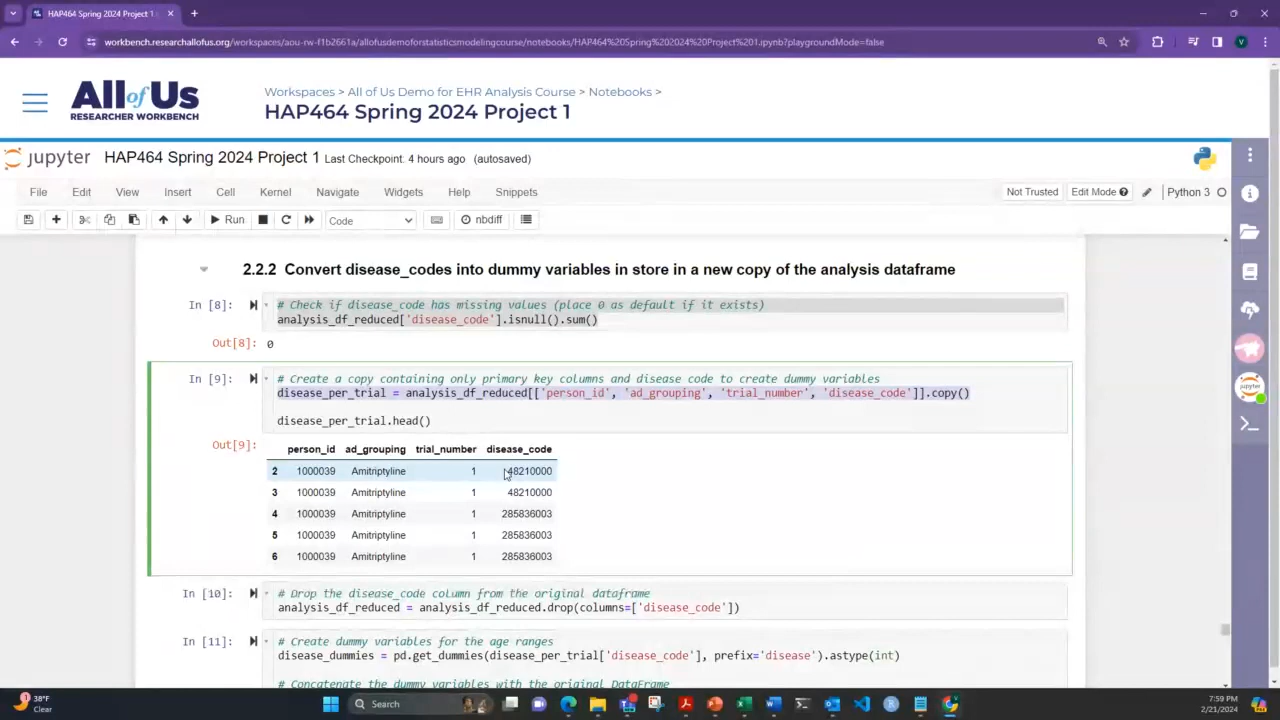 HAP464 Spring 2024 Project 1
workbench.researchallofus.org/workspaces/aou-rw-f1b2661a/allofusdemoforstatisticsmodelingcourse/notebooks/HAP464%20Spring%202024%20Project%201.ipynb?playgroundMode=false
V
All of Us
RESEARCHER WORKBENCH
Workspaces > All of Us Demo for EHR Analysis Course > Notebooks >
HAP464 Spring 2024 Project 1
jupyter HAP464 Spring 2024 Project 1 Last Checkpoint: 4 hours ago (autosaved)
File Edit View Insert Cell Kernel Navigate Widgets Help Snippets Not Trusted Edit Mode Python 3
Run Code nbdiff
2.2.2 Convert disease_codes into dummy variables in store in a new copy of the analysis dataframe
In [8]: # Check if disease_code has missing values (place 0 as default if it exists)
analysis_df_reduced['disease_code'].isnull().sum()
Out[8]: 0
In [9]: # Create a copy containing only primary key columns and disease code to create dummy variables
disease_per_trial = analysis_df_reduced[['person_id', 'ad_grouping', 'trial_number', 'disease_code']].copy()
disease_per_trial.head()
Out[9]:
person_id ad_grouping trial_number disease_code
2 1000039 Amitriptyline 1 48210000
3 1000039 Amitriptyline 1 48210000
4 1000039 Amitriptyline 1 285836003
5 1000039 Amitriptyline 1 285836003
6 1000039 Amitriptyline 1 285836003
In [10]: # Drop the disease_code column from the original dataframe
analysis_df_reduced = analysis_df_reduced.drop(columns=['disease_code'])
In [11]: # Create dummy variables for the age ranges
disease_dummies = pd.get_dummies(disease_per_trial['disease_code'], prefix='disease').astype(int)
# Concatenate the dummy variables with the original DataFrame
38°F
Clear
Search
7:59 PM
2/21/2024